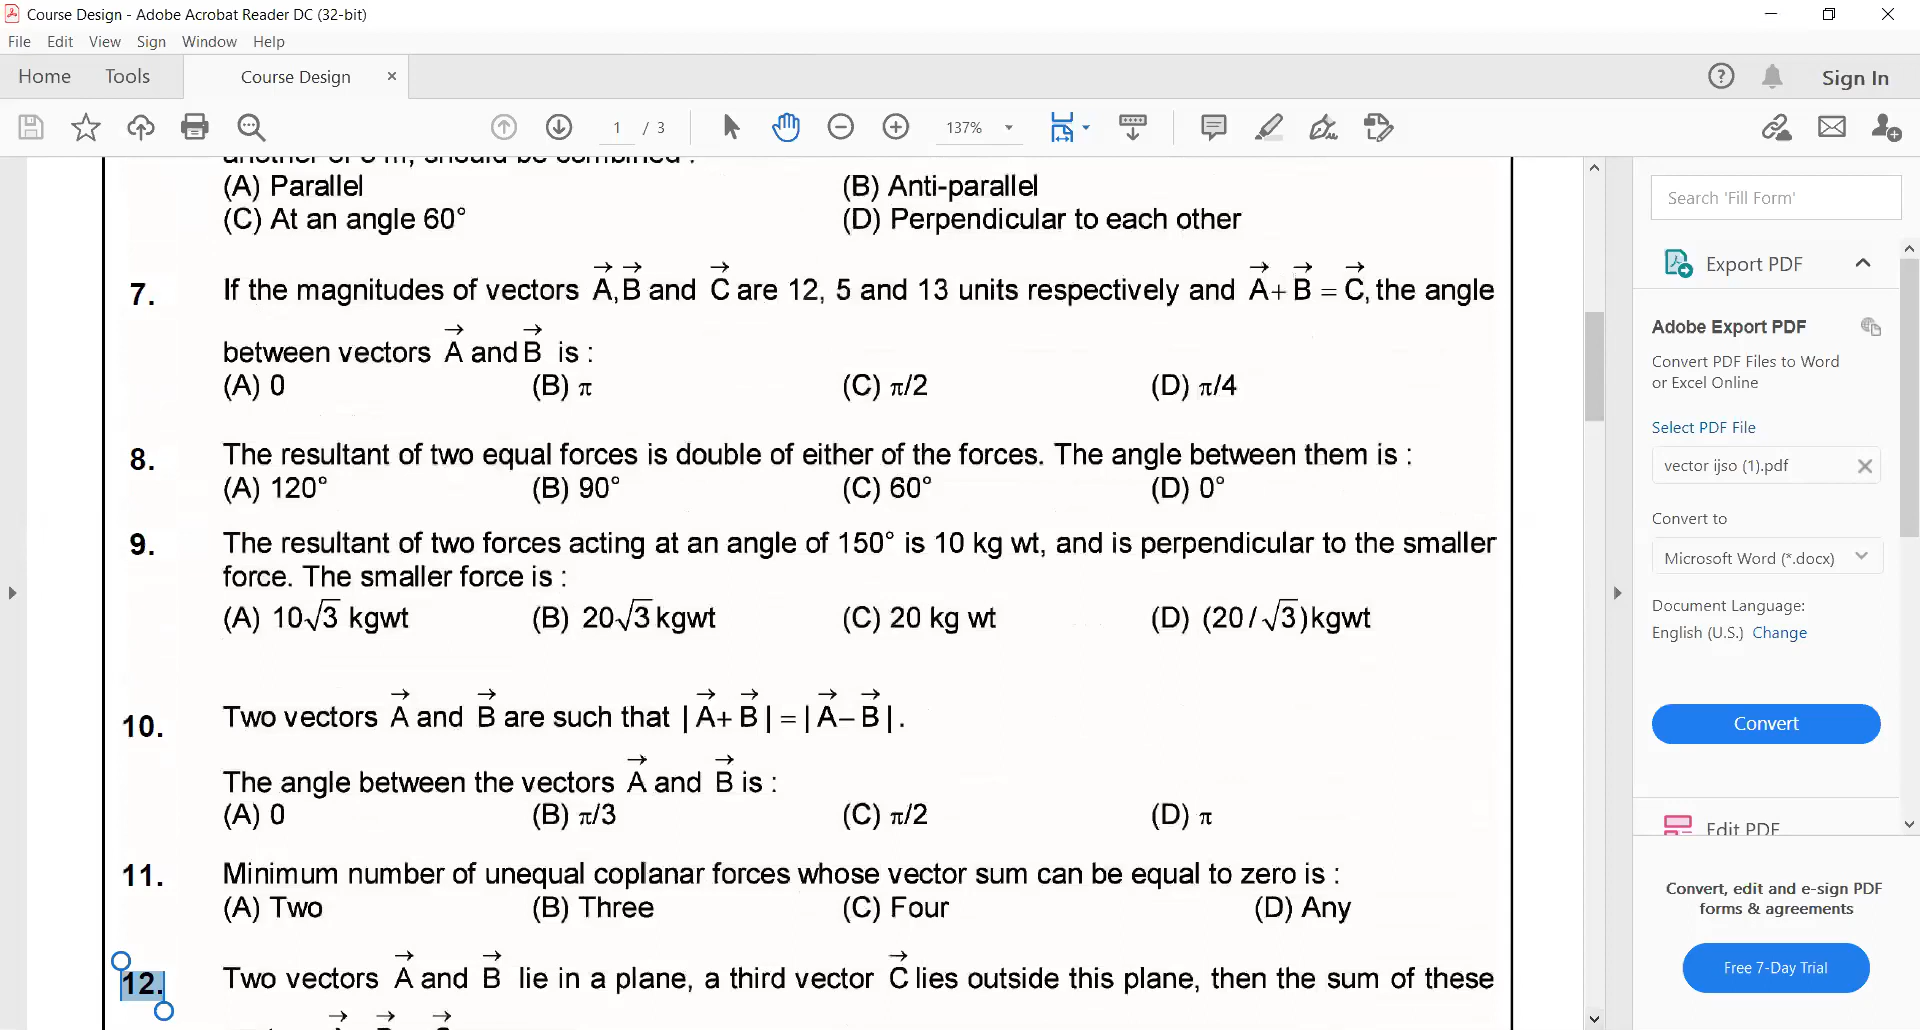 Course Design - Adobe Acrobat Reader DC (32-bit)
File Edit View Sign Window Help
Home Tools Course Design × Sign In
1 / 3 137%
(A) Parallel (B) Anti-parallel
(C) At an angle 60° (D) Perpendicular to each other
7. If the magnitudes of vectors A⃗, B⃗ and C⃗ are 12, 5 and 13 units respectively and A⃗ + B⃗ = C⃗, the angle
between vectors A⃗ and B⃗ is :
(A) 0 (B) π (C) π/2 (D) π/4
8. The resultant of two equal forces is double of either of the forces. The angle between them is :
(A) 120° (B) 90° (C) 60° (D) 0°
9. The resultant of two forces acting at an angle of 150° is 10 kg wt, and is perpendicular to the smaller
force. The smaller force is :
(A) 10√3 kgwt (B) 20√3 kgwt (C) 20 kg wt (D) (20/√3)kgwt
10. Two vectors A⃗ and B⃗ are such that |A⃗ + B⃗| = |A⃗ – B⃗|.
The angle between the vectors A⃗ and B⃗ is :
(A) 0 (B) π/3 (C) π/2 (D) π
11. Minimum number of unequal coplanar forces whose vector sum can be equal to zero is :
(A) Two (B) Three (C) Four (D) Any
12. Two vectors A⃗ and B⃗ lie in a plane, a third vector C⃗ lies outside this plane, then the sum of these
Search 'Fill Form'
Export PDF
Adobe Export PDF
Convert PDF Files to Word
or Excel Online
Select PDF File
vector ijso (1).pdf
Convert to
Microsoft Word (*.docx)
Document Language:
English (U.S.) Change
Convert
Edit PDF
Convert, edit and e-sign PDF
forms & agreements
Free 7-Day Trial